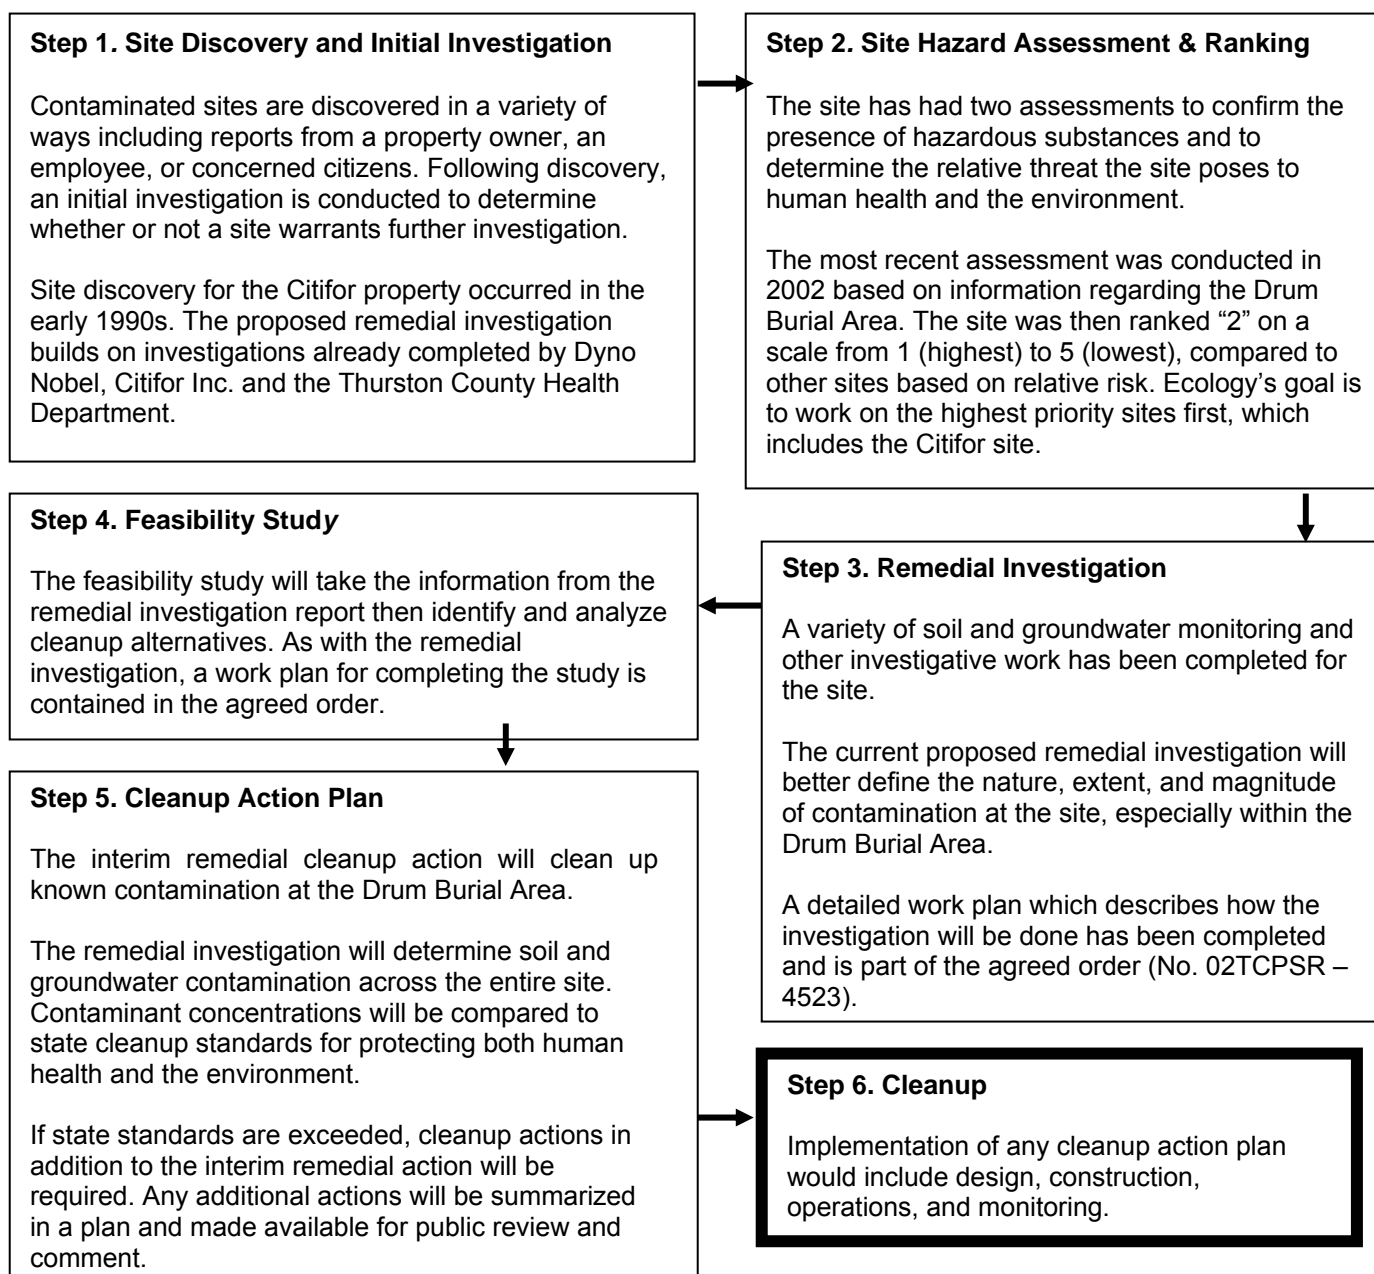 Step 1. Site Discovery and Initial Investigation
Contaminated sites are discovered in a variety of
ways including reports from a property owner, an
employee, or concerned citizens. Following discovery,
an initial investigation is conducted to determine
whether or not a site warrants further investigation.
Site discovery for the Citifor property occurred in the
early 1990s. The proposed remedial investigation
builds on investigations already completed by Dyno
Nobel, Citifor Inc. and the Thurston County Health
Department.
Step 2. Site Hazard Assessment & Ranking
The site has had two assessments to confirm the
presence of hazardous substances and to
determine the relative threat the site poses to
human health and the environment.
The most recent assessment was conducted in
2002 based on information regarding the Drum
Burial Area. The site was then ranked “2” on a
scale from 1 (highest) to 5 (lowest), compared to
other sites based on relative risk. Ecology’s goal is
to work on the highest priority sites first, which
includes the Citifor site.
Step 3. Remedial Investigation
A variety of soil and groundwater monitoring and
other investigative work has been completed for
the site.
The current proposed remedial investigation will
better define the nature, extent, and magnitude
of contamination at the site, especially within the
Drum Burial Area.
A detailed work plan which describes how the
investigation will be done has been completed
and is part of the agreed order (No. 02TCPSR –
4523).
Step 4. Feasibility Study
The feasibility study will take the information from the
remedial investigation report then identify and analyze
cleanup alternatives. As with the remedial
investigation, a work plan for completing the study is
contained in the agreed order.
Step 5. Cleanup Action Plan
The interim remedial cleanup action will clean up
known contamination at the Drum Burial Area.
The remedial investigation will determine soil and
groundwater contamination across the entire site.
Contaminant concentrations will be compared to
state cleanup standards for protecting both human
health and the environment.
If state standards are exceeded, cleanup actions in
addition to the interim remedial action will be
required. Any additional actions will be summarized
in a plan and made available for public review and
comment.
Step 6. Cleanup
Implementation of any cleanup action plan
would include design, construction,
operations, and monitoring.